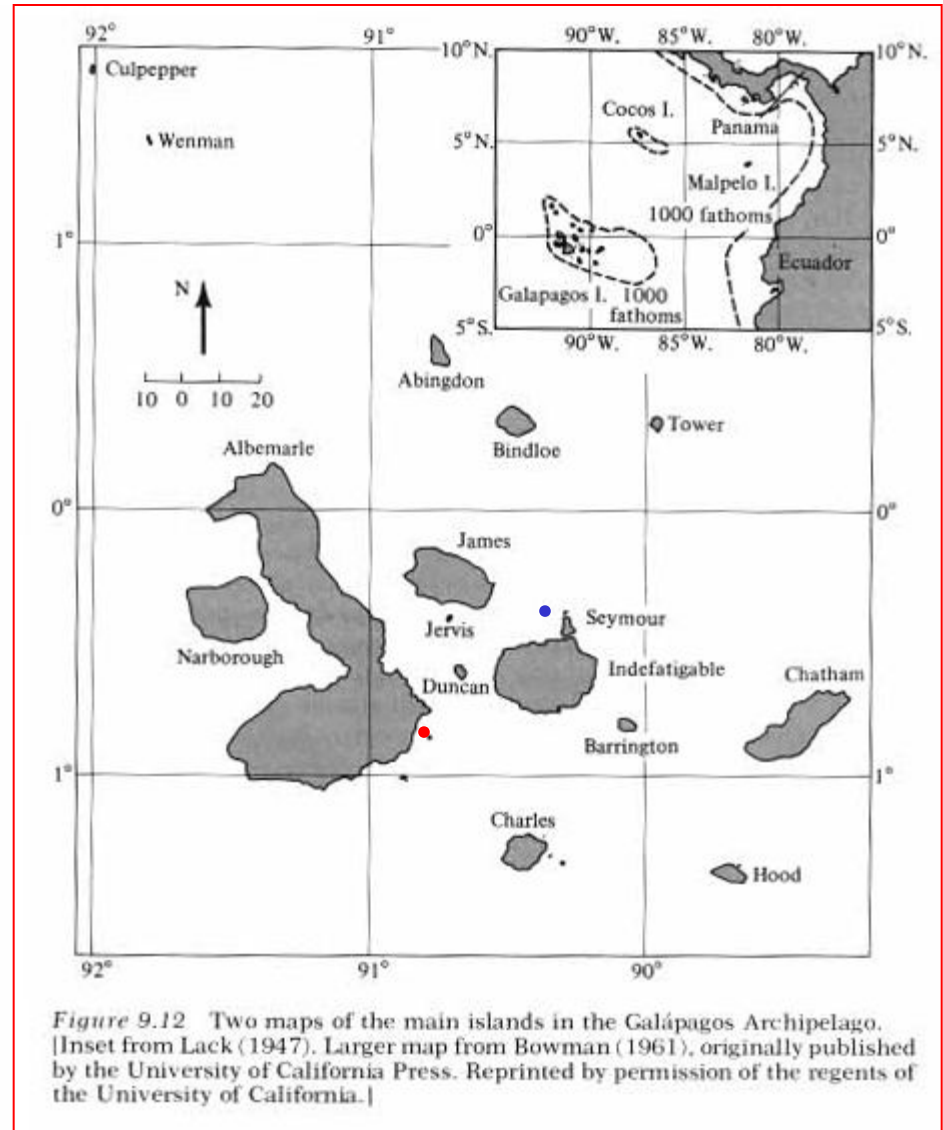 92°
91°
90°W. 85°W. 80°W.
10°N. 10°N.
Culpepper
Cocos I.
Panama
Wenman
5°N. 5°N.
Malpelo I.
1000 fathoms
1° 0° 0°
Ecuador
N
Galapagos I. 1000
fathoms
5°S. 5°S.
90°W. 85°W. 80°W.
Abingdon
10 0 10 20
Tower
Albemarle
Bindloe
0° 0°
James
Seymour
Jervis
Narborough
Indefatigable
Duncan
Chatham
Barrington
1° 1°
Charles
Hood
92° 91° 90°
Figure 9.12 Two maps of the main islands in the Galápagos Archipelago.
[Inset from Lack (1947). Larger map from Bowman (1961), originally published
by the University of California Press. Reprinted by permission of the regents of
the University of California.]